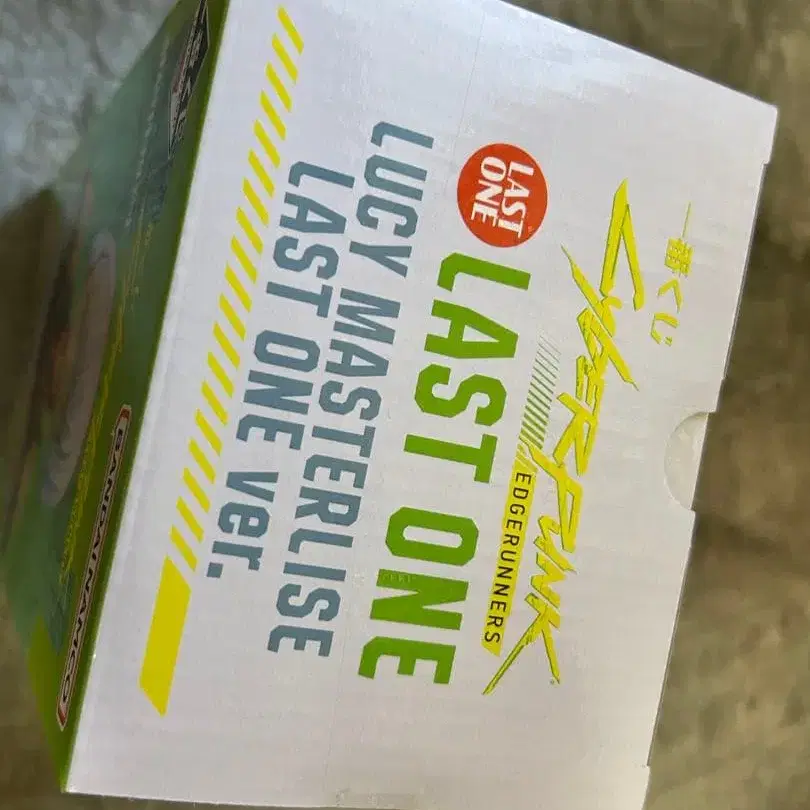 一番くじ
CYBERPUNK
EDGERUNNERS
LAST
ONE
LAST ONE
LUCY MASTERLISE
LAST ONE ver.
BANDAI NAMCO